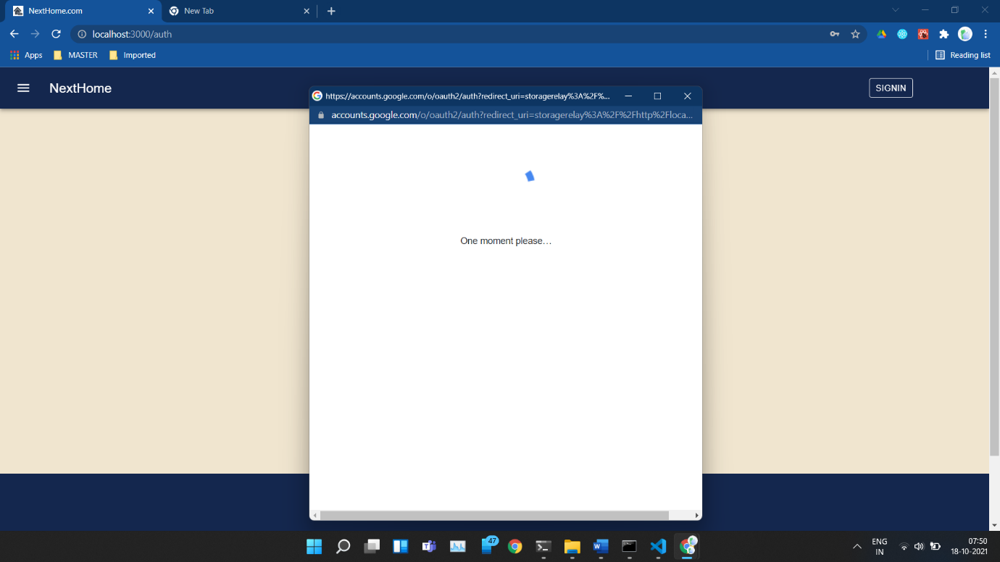 NextHome.com
New Tab
localhost:3000/auth
Apps
MASTER
Imported
Reading list
NextHome
SIGNIN
https://accounts.google.com/o/oauth2/auth?redirect_uri=storagerelay%3A%2F%...
accounts.google.com/o/oauth2/auth?redirect_uri=storagerelay%3A%2F%2Fhttp%2Floca...
One moment please...
47
ENG
IN
07:50
18-10-2021